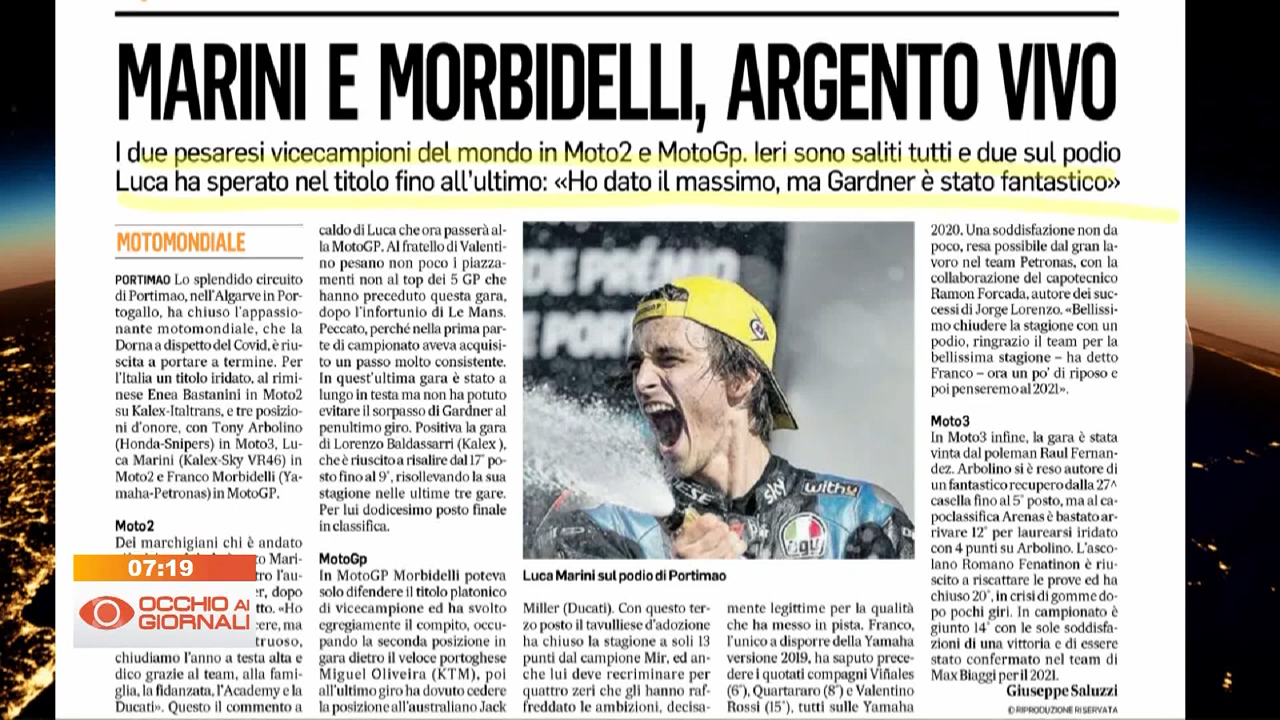 MARINI E MORBIDELLI, ARGENTO VIVO
I due pesaresi vicecampioni del mondo in Moto2 e MotoGp. Ieri sono saliti tutti e due sul podio
Luca ha sperato nel titolo fino all'ultimo: «Ho dato il massimo, ma Gardner è stato fantastico»
MOTOMONDIALE
PORTIMAO Lo splendido circuito
di Portimao, nell'Algarve in Por-
togallo, ha chiuso l'appassio-
nante motomondiale, che la
Dorna a dispetto del Covid, è riu-
scita a portare a termine. Per
l'Italia un titolo iridato, al rimi-
nese Enea Bastanini in Moto2
su Kalex-Italtrans, e tre posizio-
ni d'onore, con Tony Arbolino
(Honda-Snipers) in Moto3, Lu-
ca Marini (Kalex-Sky VR46) in
Moto2 e Franco Morbidelli (Ya-
maha-Petronas) in MotoGP.
Moto2
Dei marchigiani chi è andato
Mari-
tro l'au-
er, dopo
tto. «Ho
cere, ma
truoso,
chiudiamo l'anno a testa alta e
dico grazie al team, alla fami-
glia, la fidanzata, l'Academy e la
Ducati». Questo il commento a
caldo di Luca che ora passerà al-
la MotoGP. Al fratello di Valenti-
no pesano non poco i piazza-
menti non al top dei 5 GP che
hanno preceduto questa gara,
dopo l'infortunio di Le Mans.
Peccato, perché nella prima par-
te di campionato aveva acquisi-
to un passo molto consistente.
In quest'ultima gara è stato a
lungo in testa ma non ha potuto
evitare il sorpasso di Gardner al
penultimo giro. Positiva la gara
di Lorenzo Baldassarri (Kalex ),
che è riuscito a risalire dal 17° po-
sto fino al 9°, risollevando la sua
stagione nelle ultime tre gare.
Per lui dodicesimo posto finale
in classifica.
MotoGp
In MotoGP Morbidelli poteva
solo difendere il titolo platonico
di vicecampione ed ha svolto
egregiamente il compito, occu-
pando la seconda posizione in
gara dietro il veloce portoghese
Miguel Oliveira (KTM), poi
all'ultimo giro ha dovuto cedere
la posizione all'australiano Jack
DE PRÉMIO
DE PORT
sky
withu
agv
Luca Marini sul podio di Portimao
Miller (Ducati). Con questo ter-
zo posto il tavulliese d'adozione
ha chiuso la stagione a soli 13
punti dal campione Mir, ed an-
che lui deve recriminare per
quattro zeri che gli hanno raf-
freddato le ambizioni, decisa-
mente legittime per la qualità
che ha messo in pista. Franco,
l'unico a disporre della Yamaha
versione 2019, ha saputo prece-
dere i quotati compagni Viñales
(6°), Quartararo (8°) e Valentino
Rossi (15°), tutti sulle Yamaha
2020. Una soddisfazione non da
poco, resa possibile dal gran la-
voro nel team Petronas, con la
collaborazione del capotecnico
Ramon Forcada, autore dei suc-
cessi di Jorge Lorenzo. «Bellissi-
mo chiudere la stagione con un
podio, ringrazio il team per la
bellissima stagione – ha detto
Franco – ora un po' di riposo e
poi penseremo al 2021».
Moto3
In Moto3 infine, la gara è stata
vinta dal poleman Raul Fernan-
dez. Arbolino si è reso autore di
un fantastico recupero dalla 27^
casella fino al 5° posto, ma al ca-
poclassifica Arenas è bastato ar-
rivare 12° per laurearsi iridato
con 4 punti su Arbolino. L'asco-
lano Romano Fenatinon è riu-
scito a riscattare le prove ed ha
chiuso 20°, in crisi di gomme do-
po pochi giri. In campionato è
giunto 14° con le sole soddisfa-
zioni di una vittoria e di essere
stato confermato nel team di
Max Biaggi per il 2021.
Giuseppe Saluzzi
© RIPRODUZIONE RISERVATA
07:19
OCCHIO AI
GIORNALI